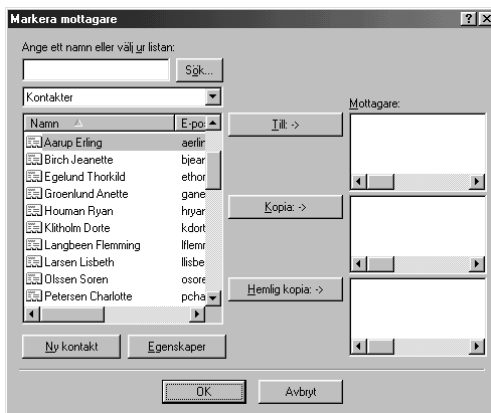 Markera mottagare
Ange ett namn eller välj ur listan:
Sök...
Kontakter
Mottagare:
Namn E-po
Till: ->
Aarup Erling aerlir
Birch Jeanette bjear
Egelund Thorkild ethor
Groenlund Anette gane
Houman Ryan hryar
Kopia: ->
Klitholm Dorte kdort
Langbeen Flemming lflemr
Larsen Lisbeth llisbe
Olssen Soren osore
Hemlig kopia: ->
Petersen Charlotte pcha
Ny kontakt Egenskaper
OK Avbryt